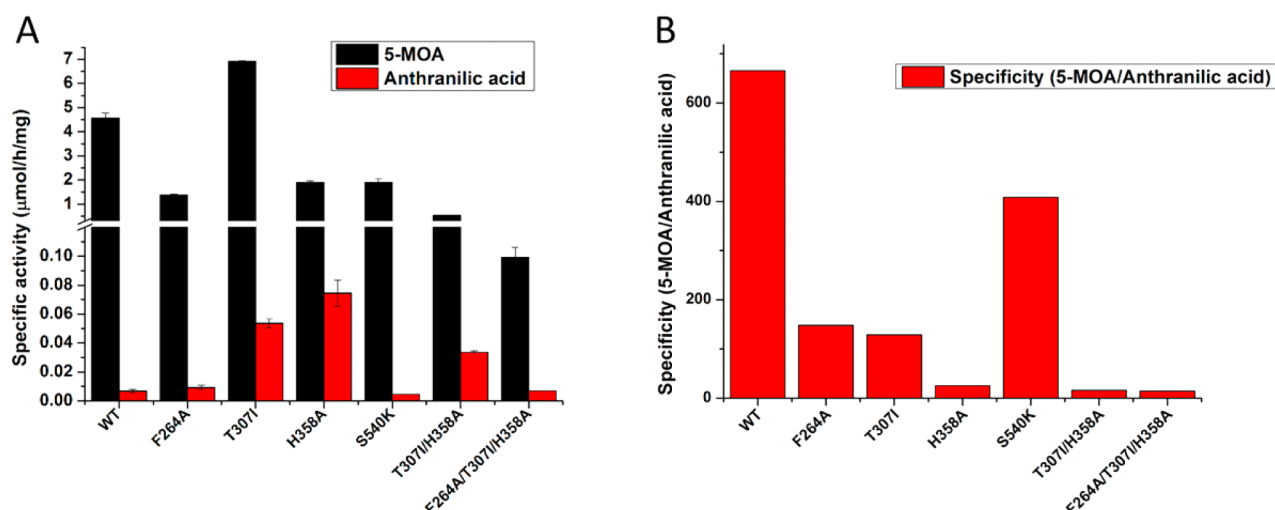 A
5-MOA
Anthranilic acid
Specific activity (μmol/h/mg)
7
6
5
4
3
2
1
0.10
0.08
0.06
0.04
0.02
0.00
WT
F264A
T307I
H358A
S540K
T307I/H358A
F264A/T307I/H358A
B
Specificity (5-MOA/Anthranilic acid)
Specificity (5-MOA/Anthranilic acid)
600
400
200
0
WT
F264A
T307I
H358A
S540K
T307I/H358A
F264A/T307I/H358A